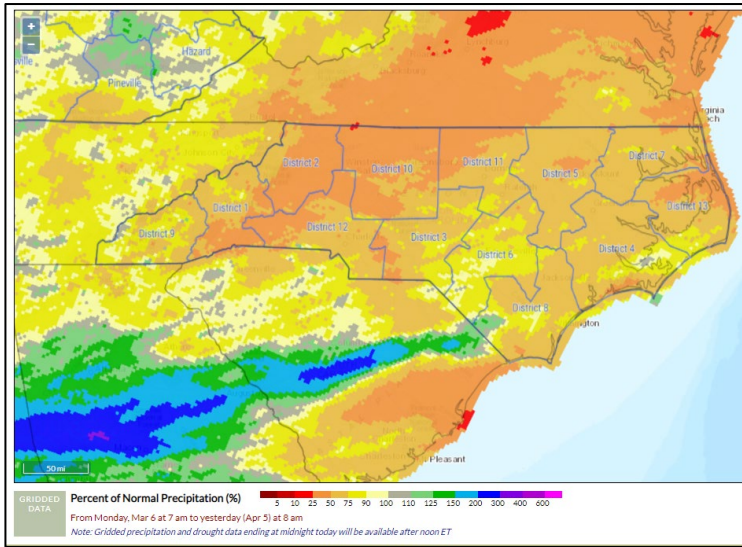 +
−
Hazard
ville
Pineville
ginia
ch
District 2
District 10
District 11
District 5
District 7
District 1
District 13
District 9
District 12
District 3
District 6
District 4
District 8
ngton
Pleasant
50 mi
GRIDDED
DATA
Percent of Normal Precipitation (%)
5 10 25 50 75 90 100 110 125 150 200 300 400 600
From Monday, Mar 6 at 7 am to yesterday (Apr 5) at 8 am
Note: Gridded precipitation and drought data ending at midnight today will be available after noon ET